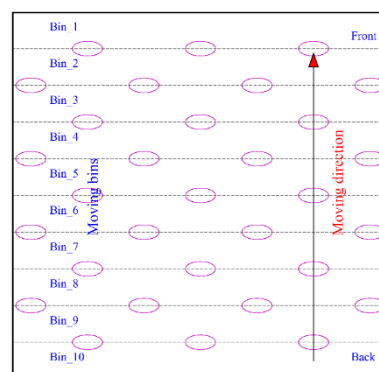 Bin_1
Front
Bin_2
Bin_3
Bin_4
Bin_5
Moving bins
Moving direction
Bin_6
Bin_7
Bin_8
Bin_9
Bin_10
Back